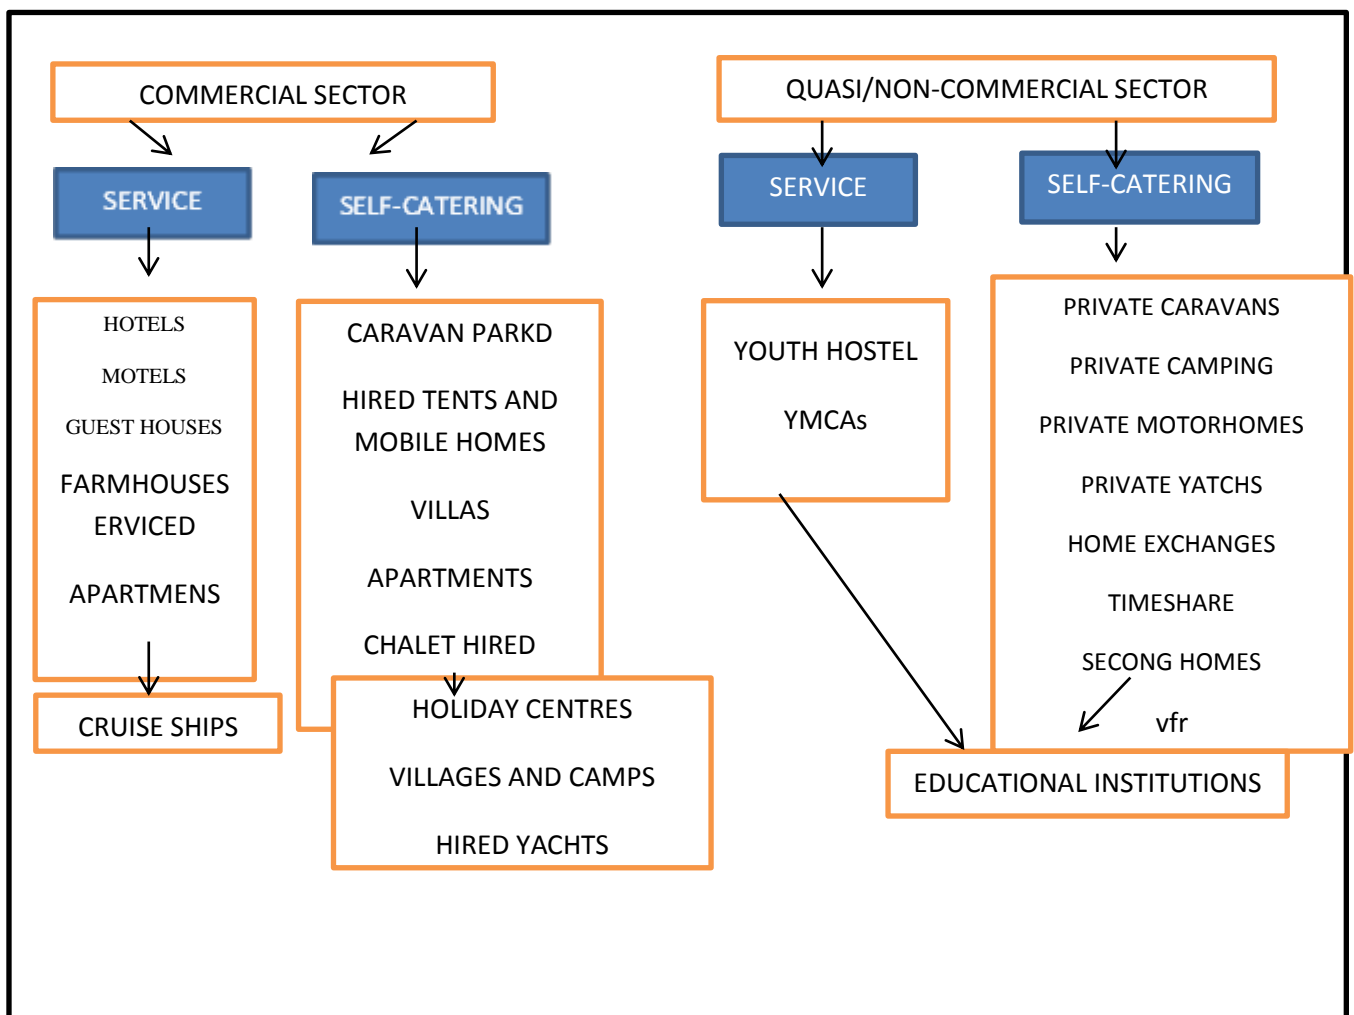 COMMERCIAL SECTOR
SERVICE
SELF-CATERING
HOTELS
MOTELS
GUEST HOUSES
FARMHOUSES
ERVICED
APARTMENS
CRUISE SHIPS
CARAVAN PARKD
HIRED TENTS AND
MOBILE HOMES
VILLAS
APARTMENTS
CHALET HIRED
HOLIDAY CENTRES
VILLAGES AND CAMPS
HIRED YACHTS
QUASI/NON-COMMERCIAL SECTOR
SERVICE
SELF-CATERING
YOUTH HOSTEL
YMCAs
PRIVATE CARAVANS
PRIVATE CAMPING
PRIVATE MOTORHOMES
PRIVATE YATCHS
HOME EXCHANGES
TIMESHARE
SECONG HOMES
vfr
EDUCATIONAL INSTITUTIONS